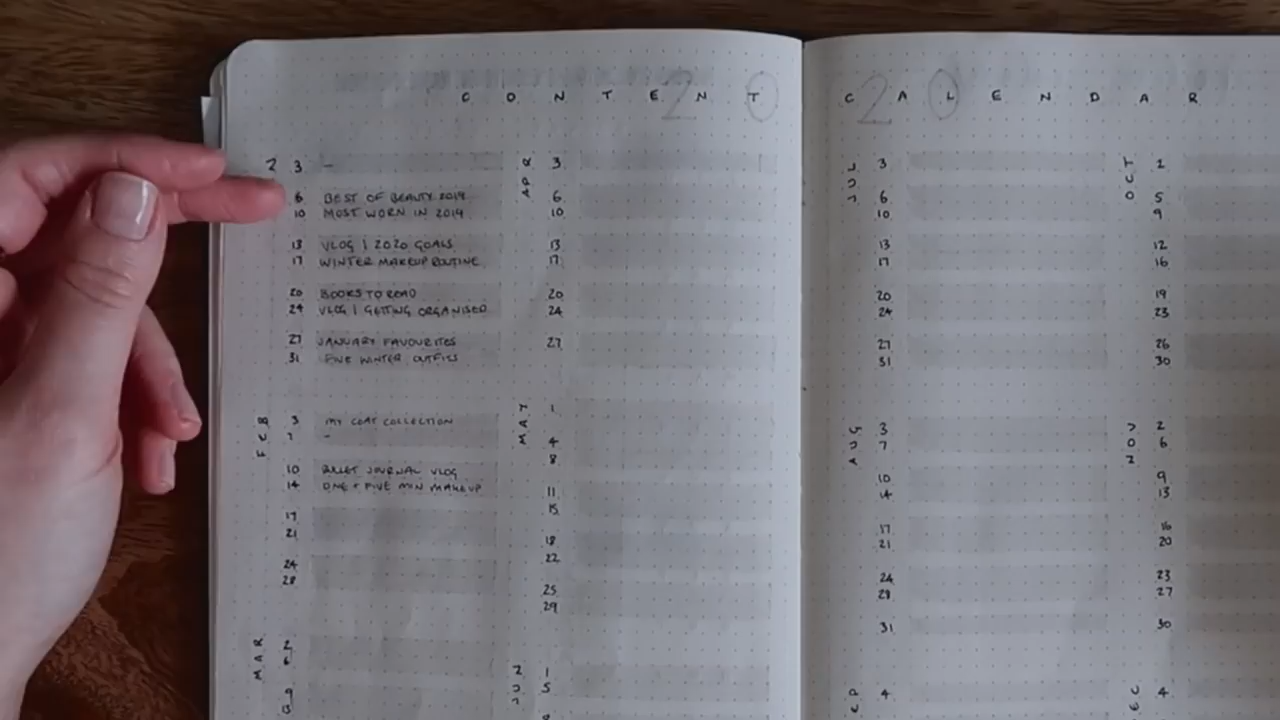 CONTENT CALENDAR
2020
3 -
6 BEST OF BEAUTY 2019
10 MOST WORN IN 2019
13 VLOG | 2020 GOALS
17 WINTER MAKEUP ROUTINE
20 BOOKS TO READ
24 VLOG | GETTING ORGANISED
27 JANUARY FAVOURITES
31 FIVE WINTER OUTFITS
FEB
3 MY COAT COLLECTION
7 -
10 BULLET JOURNAL VLOG
14 ONE + FIVE MIN MAKEUP
17
21
24
28
MAR
2
6
9
13
APR
3
6
10
13
17
20
24
27
MAY
1
4
8
11
15
18
22
25
29
JUN
1
5
JUL
3
6
10
13
17
20
24
27
31
AUG
3
7
10
14
17
21
24
28
31
EP
4
OCT
2
5
9
12
16
19
23
26
30
NOV
2
6
9
13
16
20
23
27
30
EC
4